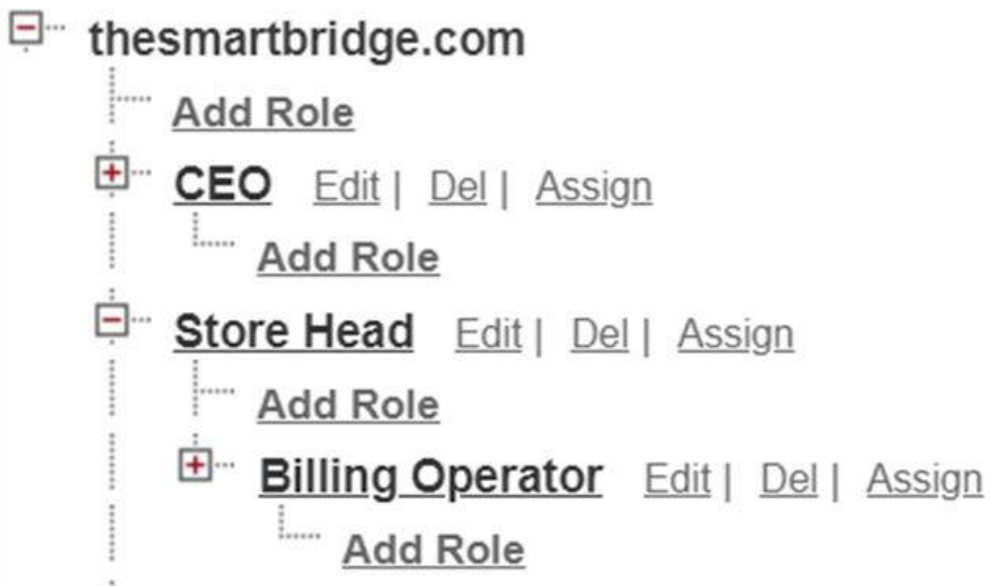 thesmartbridge.com
Add Role
CEO Edit | Del | Assign
Add Role
Store Head Edit | Del | Assign
Add Role
Billing Operator Edit | Del | Assign
Add Role